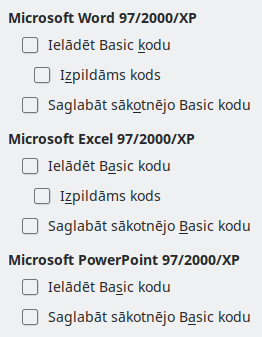 Microsoft Word 97/2000/XP
Ielādēt Basic kodu
Izpildāms kods
Saglabāt sākotnējo Basic kodu
Microsoft Excel 97/2000/XP
Ielādēt Basic kodu
Izpildāms kods
Saglabāt sākotnējo Basic kodu
Microsoft PowerPoint 97/2000/XP
Ielādēt Basic kodu
Saglabāt sākotnējo Basic kodu